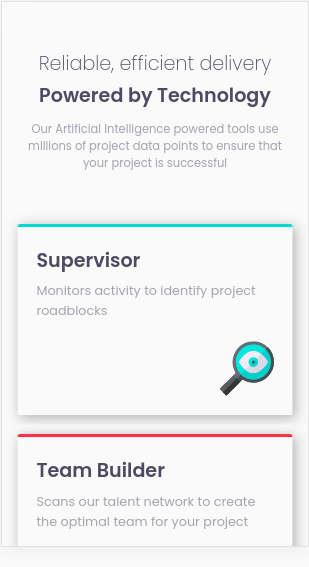 Reliable, efficient delivery
Powered by Technology
Our Artificial Intelligence powered tools use
millions of project data points to ensure that
your project is successful
Supervisor
Monitors activity to identify project
roadblocks
Team Builder
Scans our talent network to create
the optimal team for your project